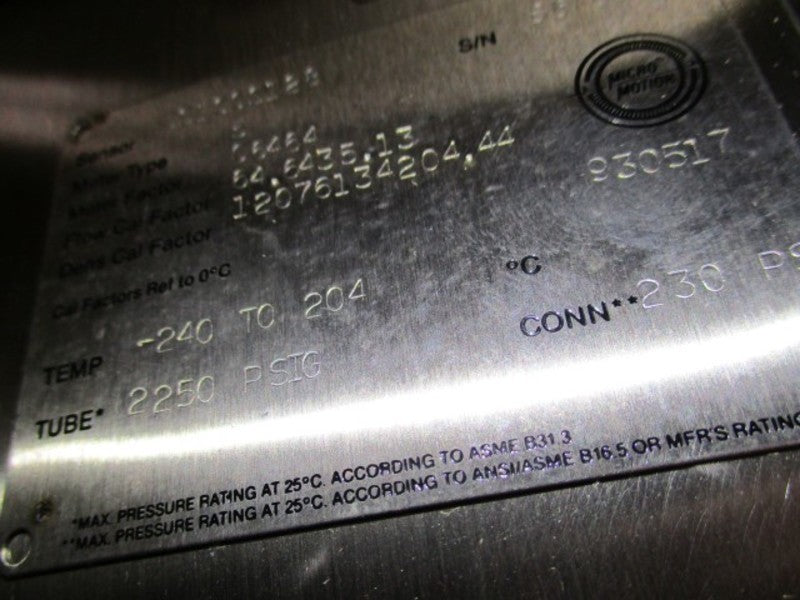 S/N
MICRO MOTION
Sensor
Meter Type
Meter Factor
Flow Cal Factor 64.6435.13
Dens Cal Factor 12076134204.44
930517
Cal Factors Ref to 0°C
TEMP -240 TO 204 °C
TUBE* 2250 PSIG CONN**230
*MAX. PRESSURE RATING AT 25°C. ACCORDING TO ASME B31.3
**MAX. PRESSURE RATING AT 25°C. ACCORDING TO ANSI/ASME B16.5 OR MFR'S RATING